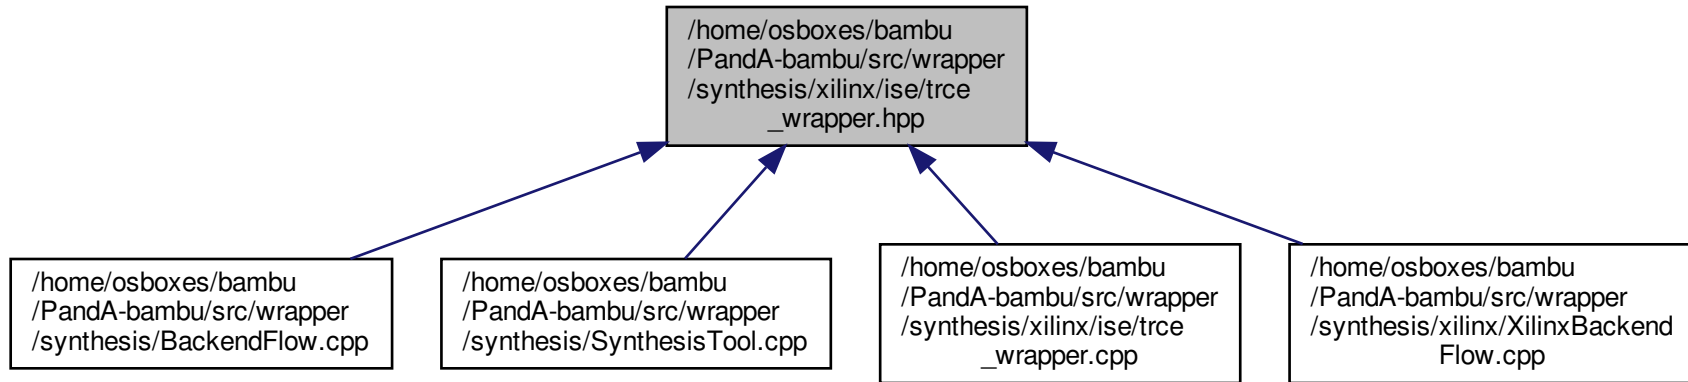 /home/osboxes/bambu
/PandA-bambu/src/wrapper
/synthesis/xilinx/ise/trce
_wrapper.hpp
/home/osboxes/bambu
/PandA-bambu/src/wrapper
/synthesis/BackendFlow.cpp
/home/osboxes/bambu
/PandA-bambu/src/wrapper
/synthesis/SynthesisTool.cpp
/home/osboxes/bambu
/PandA-bambu/src/wrapper
/synthesis/xilinx/ise/trce
_wrapper.cpp
/home/osboxes/bambu
/PandA-bambu/src/wrapper
/synthesis/xilinx/XilinxBackend
Flow.cpp